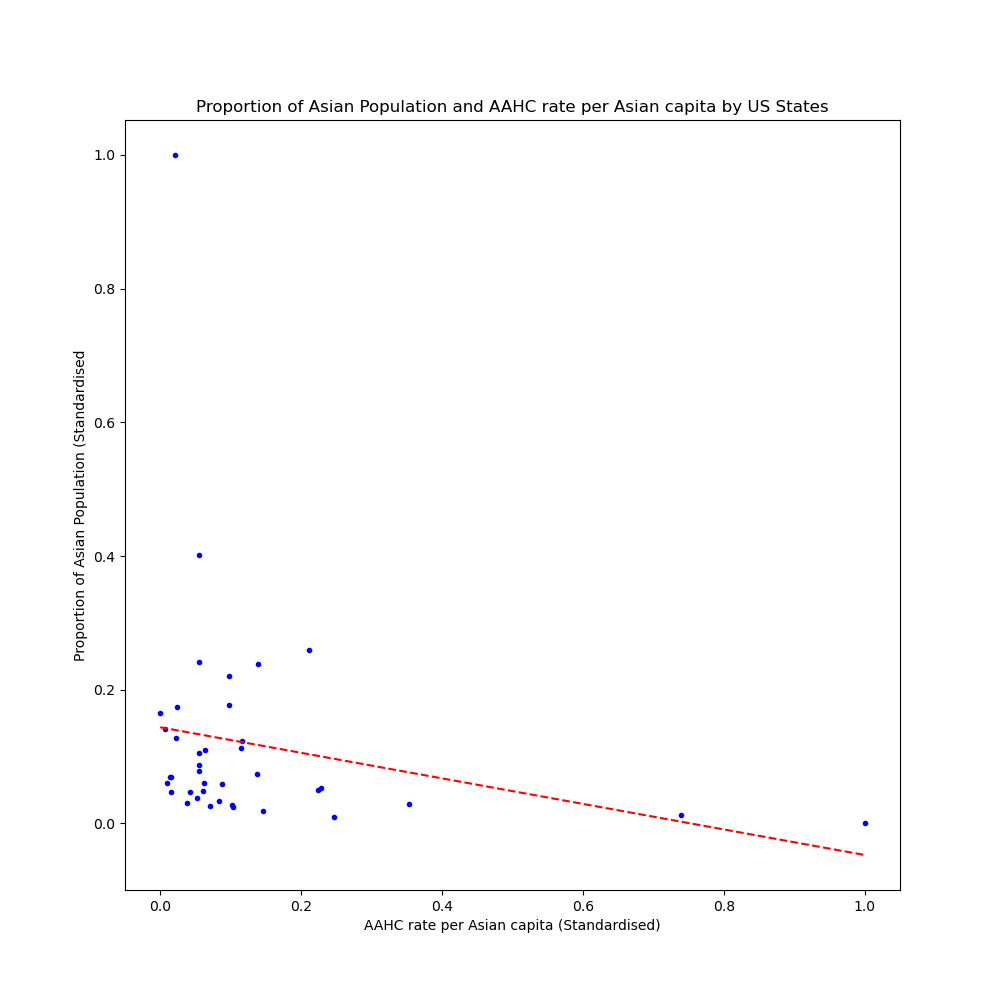 Proportion of Asian Population and AAHC rate per Asian capita by US States
1.0
0.8
0.6
0.4
0.2
0.0
Proportion of Asian Population (Standardised
0.0 0.2 0.4 0.6 0.8 1.0
AAHC rate per Asian capita (Standardised)